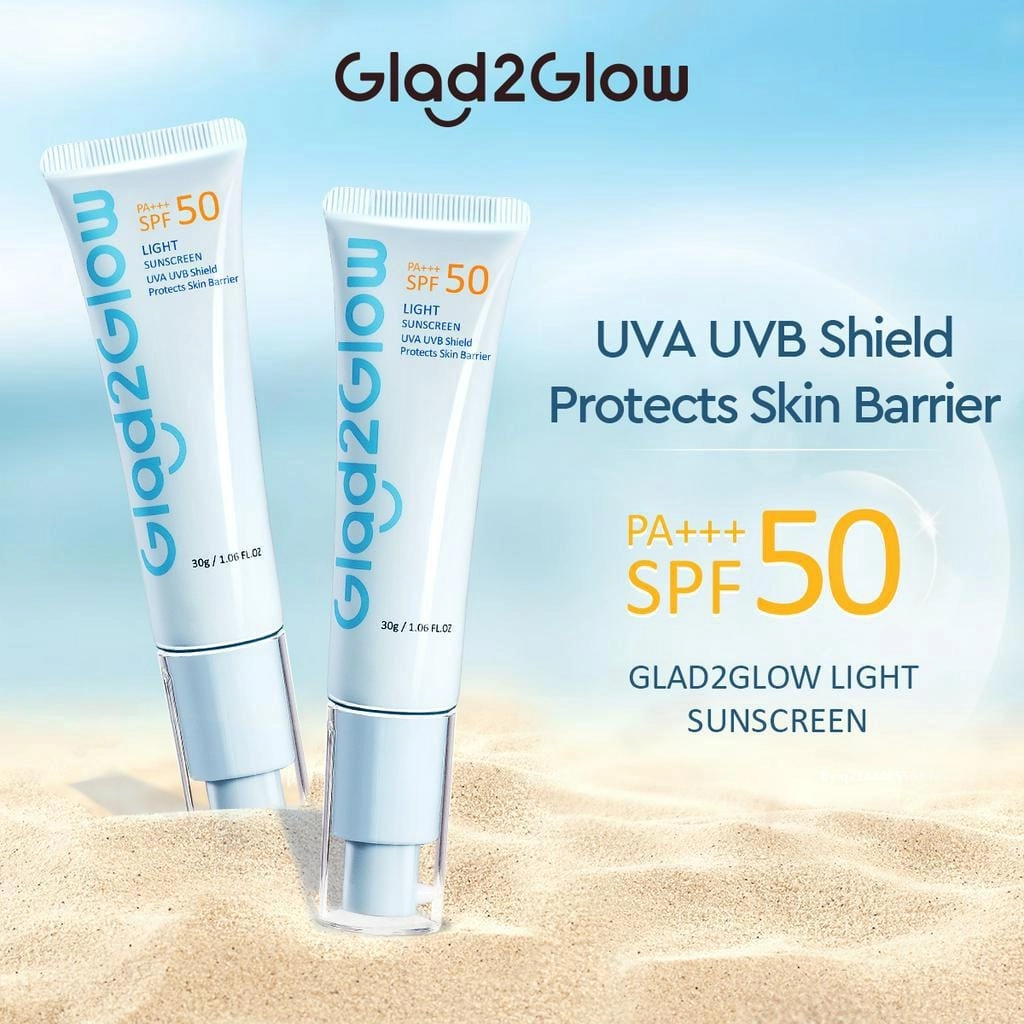 Glad2Glow
PA+++
SPF 50
LIGHT
SUNSCREEN
UVA UVB Shield
Protects Skin Barrier
Glad2Glow
30g / 1.06 FL.OZ
PA+++
SPF 50
LIGHT
SUNSCREEN
UVA UVB Shield
Protects Skin Barrier
Glad2Glow
30g / 1.06 FL.OZ
UVA UVB Shield
Protects Skin Barrier
PA+++
SPF 50
GLAD2GLOW LIGHT
SUNSCREEN